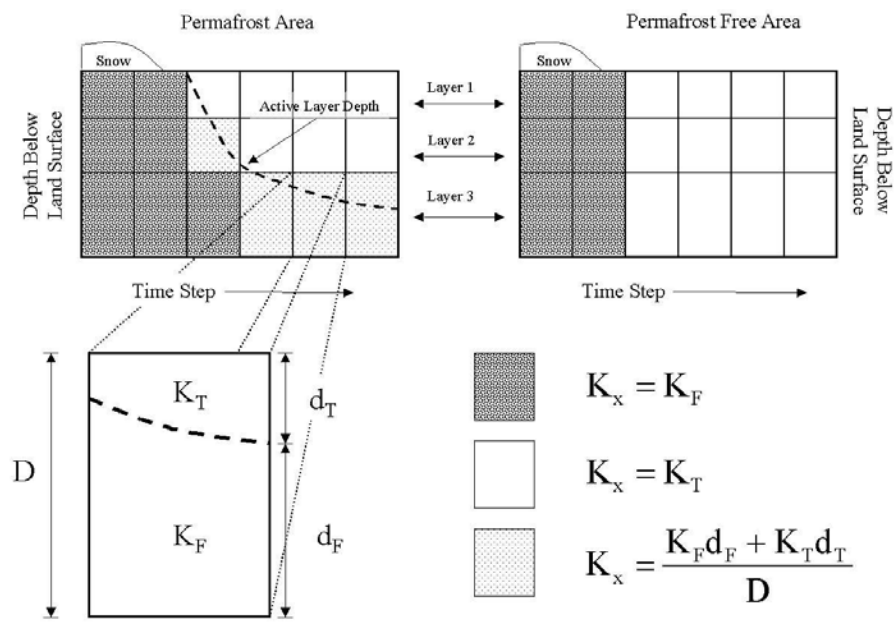 Permafrost Area
Permafrost Free Area
Snow
Snow
Depth Below
Land Surface
Active Layer Depth
Layer 1
Layer 2
Layer 3
Depth Below
Land Surface
Time Step
Time Step
D
K_T
d_T
K_F
d_F
K_x = K_F
K_x = K_T
K_x = (K_F d_F + K_T d_T) / D